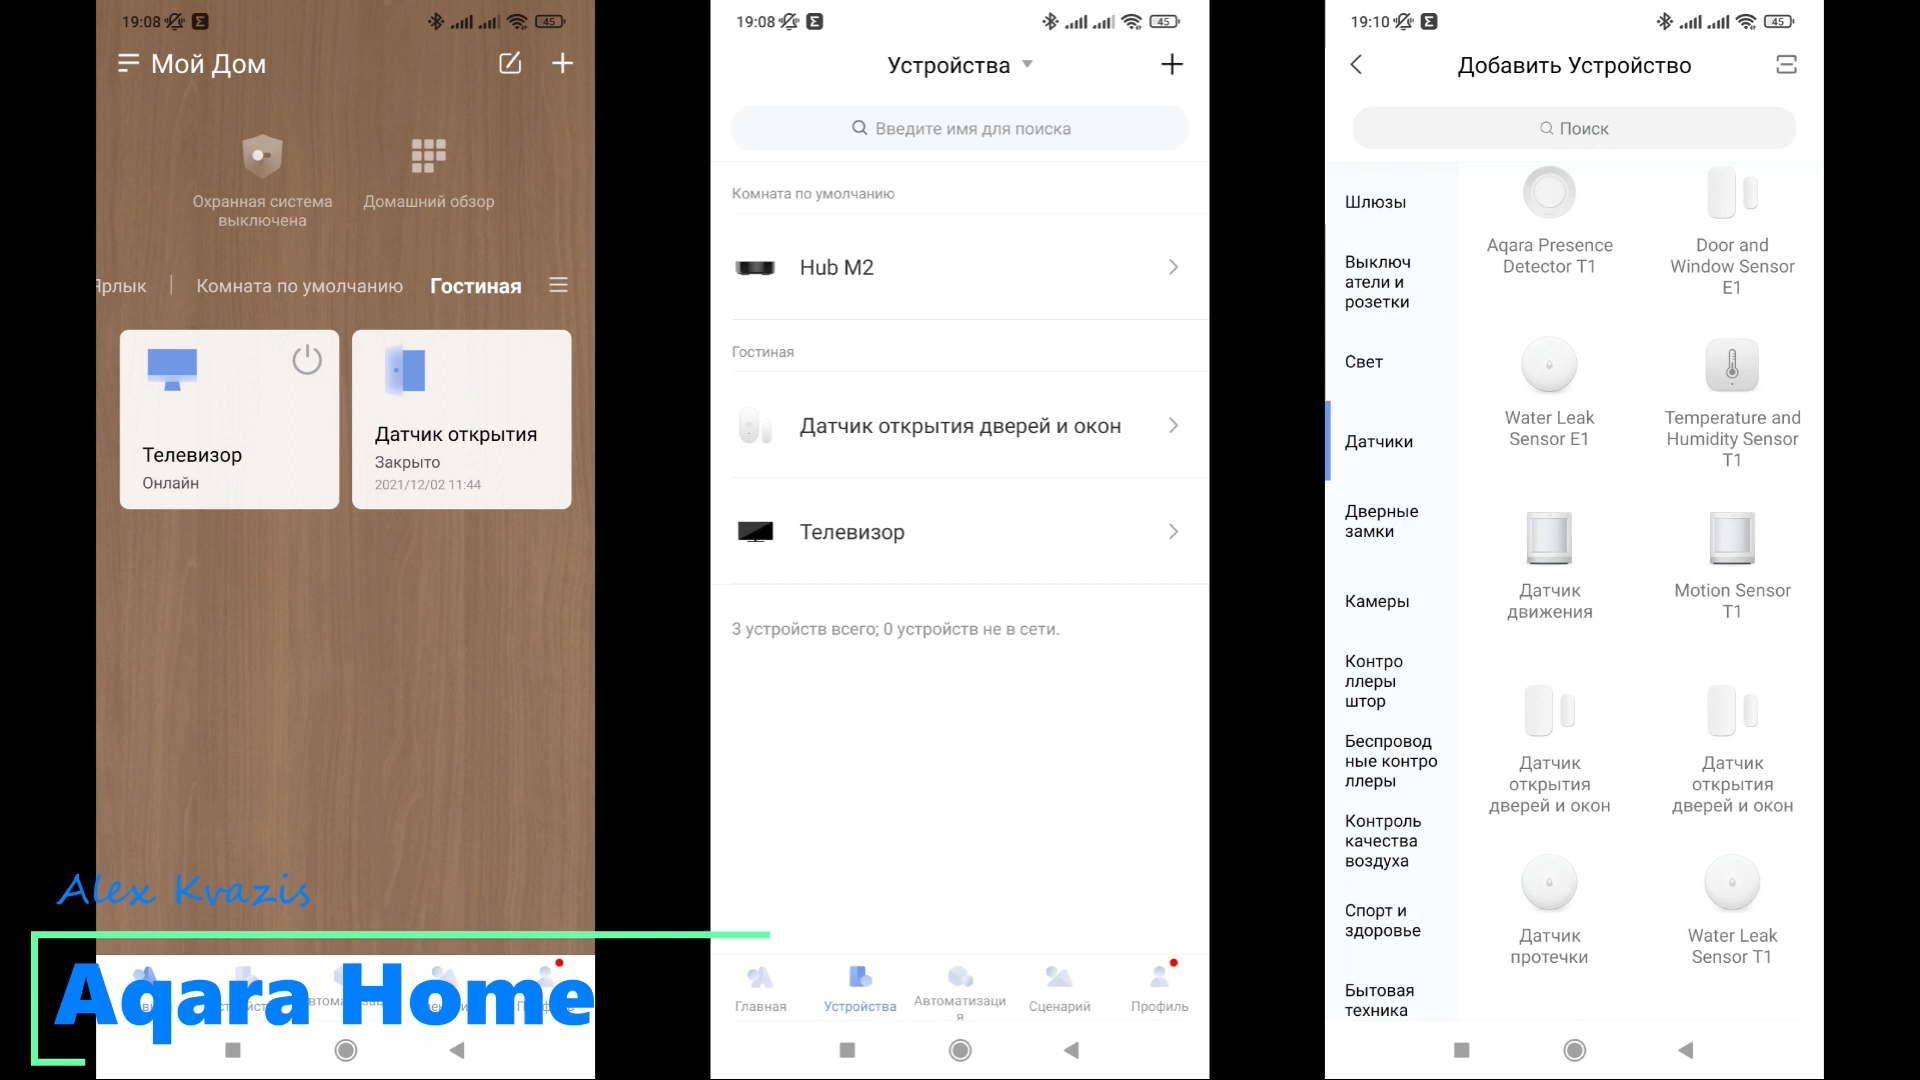 19:08
45
Мой Дом
Охранная система
выключена
Домашний обзор
Ярлык
Комната по умолчанию
Гостиная
Телевизор
Онлайн
Датчик открытия
Закрыто
2021/12/02 11:44
Alex Kvazis
Aqara Home
19:08
45
Устройства
Введите имя для поиска
Комната по умолчанию
Hub M2
Гостиная
Датчик открытия дверей и окон
Телевизор
3 устройств всего; 0 устройств не в сети.
Главная
Устройства
Автоматизаци
я
Сценарий
Профиль
19:10
45
Добавить Устройство
Поиск
Шлюзы
Выключ
атели и
розетки
Свет
Датчики
Дверные
замки
Камеры
Контро
ллеры
штор
Беспровод
ные контро
ллеры
Контроль
качества
воздуха
Спорт и
здоровье
Бытовая
техника
Aqara Presence
Detector T1
Door and
Window Sensor
E1
Water Leak
Sensor E1
Temperature and
Humidity Sensor
T1
Датчик
движения
Motion Sensor
T1
Датчик
открытия
дверей и окон
Датчик
открытия
дверей и окон
Датчик
протечки
Water Leak
Sensor T1